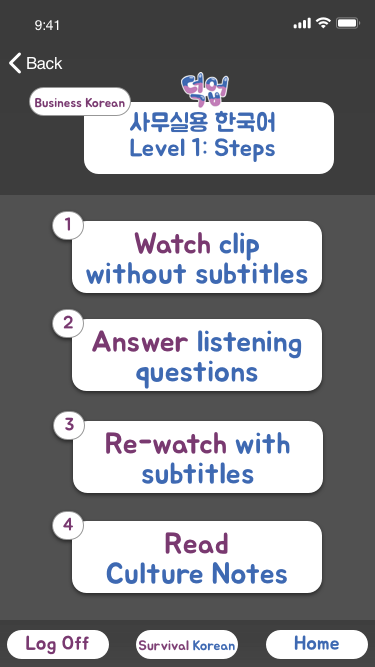 9:41
Back
덕업
Business Korean
사무실용 한국어
Level 1: Steps
1
Watch clip
without subtitles
2
Answer listening
questions
3
Re-watch with
subtitles
4
Read
Culture Notes
Log Off
Survival Korean
Home